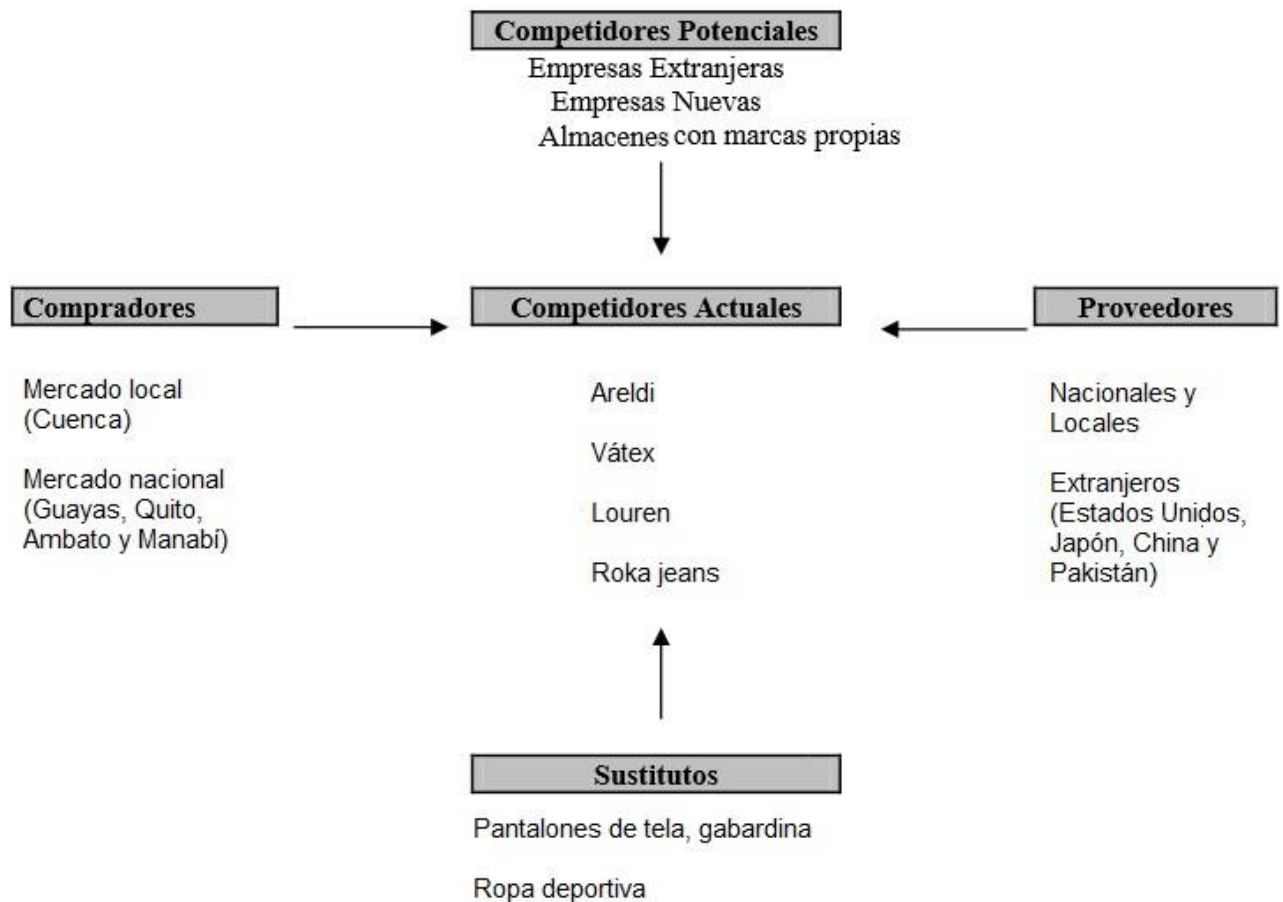 Competidores Potenciales
Empresas Extranjeras
Empresas Nuevas
Almacenes con marcas propias
Compradores
Mercado local
(Cuenca)
Mercado nacional
(Guayas, Quito,
Ambato y Manabí)
Competidores Actuales
Areldi
Vátex
Louren
Roka jeans
Proveedores
Nacionales y
Locales
Extranjeros
(Estados Unidos,
Japón, China y
Pakistán)
Sustitutos
Pantalones de tela, gabardina
Ropa deportiva